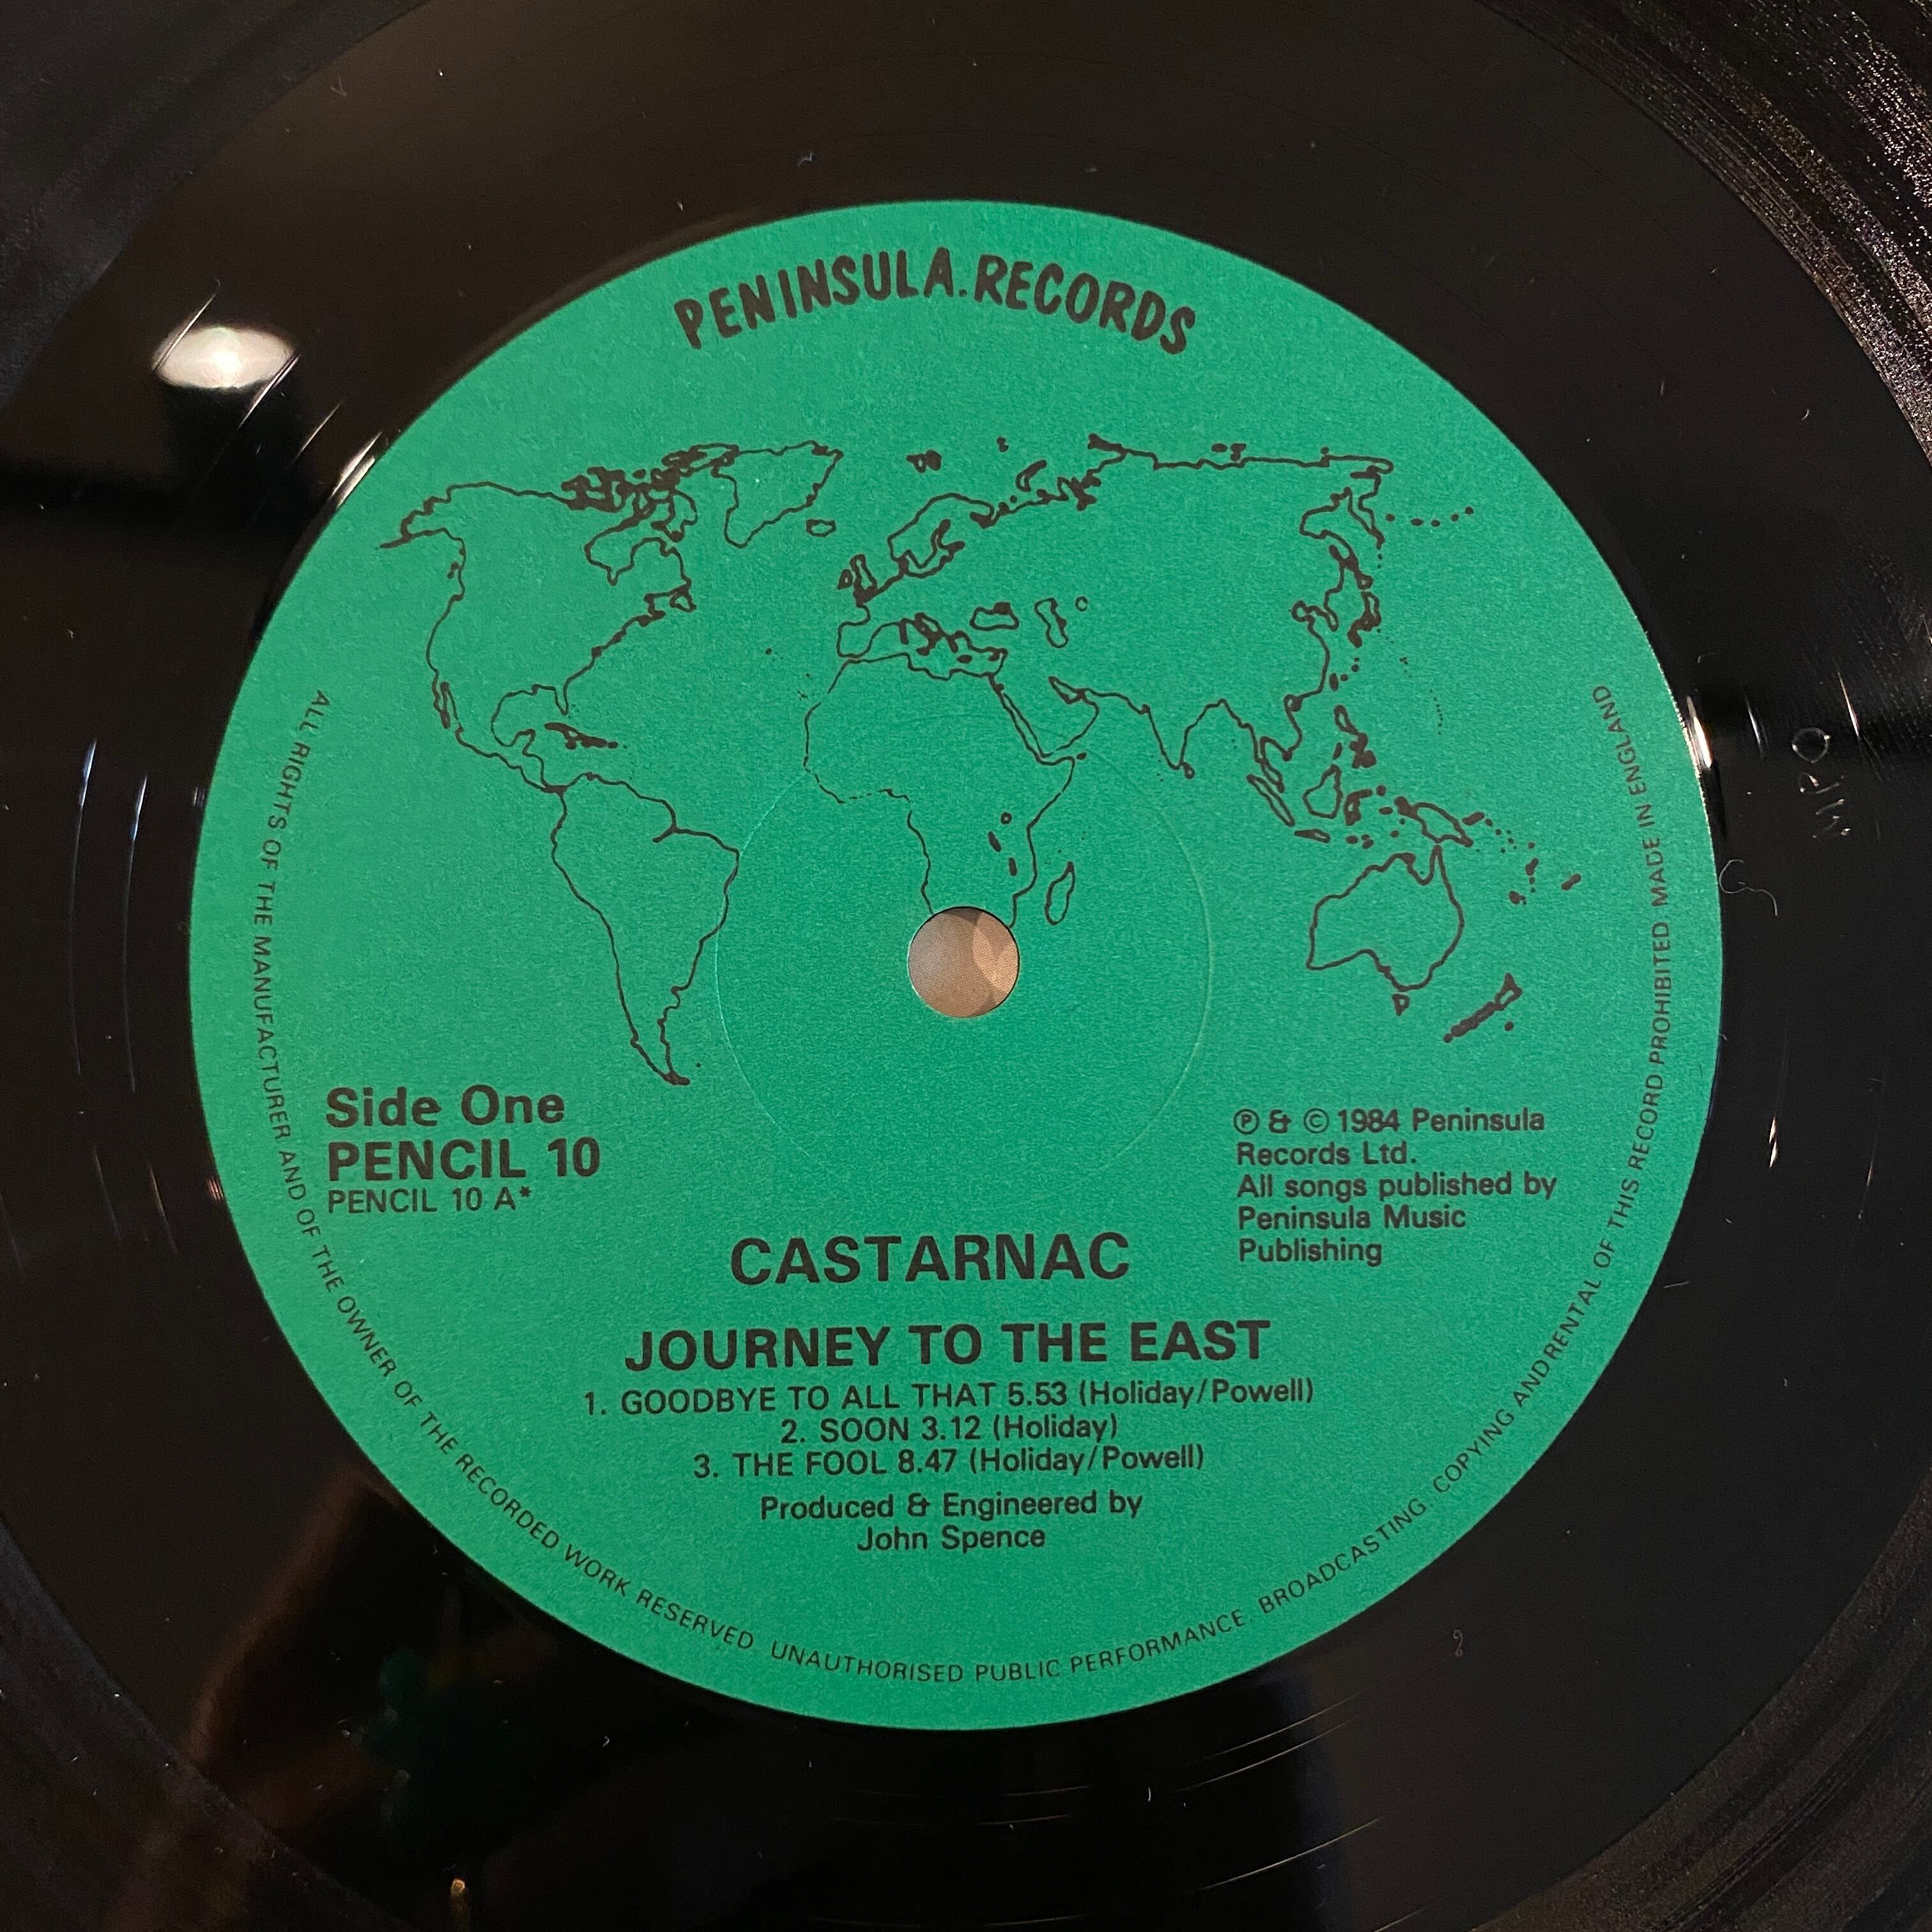 PENINSULA.RECORDS
Side One
PENCIL 10
PENCIL 10 A*
℗ & © 1984 Peninsula
Records Ltd.
All songs published by
Peninsula Music
Publishing
CASTARNAC
JOURNEY TO THE EAST
1. GOODBYE TO ALL THAT 5.53 (Holiday/Powell)
2. SOON 3.12 (Holiday)
3. THE FOOL 8.47 (Holiday/Powell)
Produced & Engineered by
John Spence
ALL RIGHTS OF THE MANUFACTURER AND OF THE OWNER OF THE RECORDED WORK RESERVED UNAUTHORISED PUBLIC PERFORMANCE. BROADCASTING. COPYING ANDRENTAL OF THIS RECORD PROHIBITED MADE IN ENGLAND
MPO